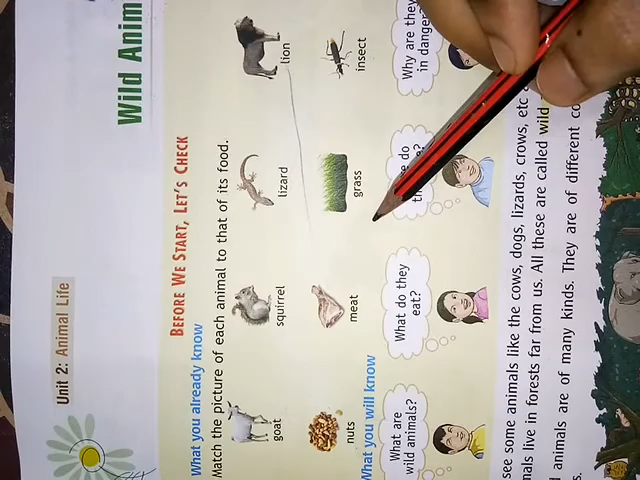 Unit 2: Animal Life
Wild Anim
BEFORE WE START, LET'S CHECK
What you already know
Match the picture of each animal to that of its food.
goat squirrel lizard lion
nuts meat grass insect
What you will know
What are
wild animals?
What do they
eat?
do
Why are they
in danger
see some animals like the cows, dogs, lizards, crows, etc
mals live in forests far from us. All these are called wild
animals are of many kinds. They are of different co
s.